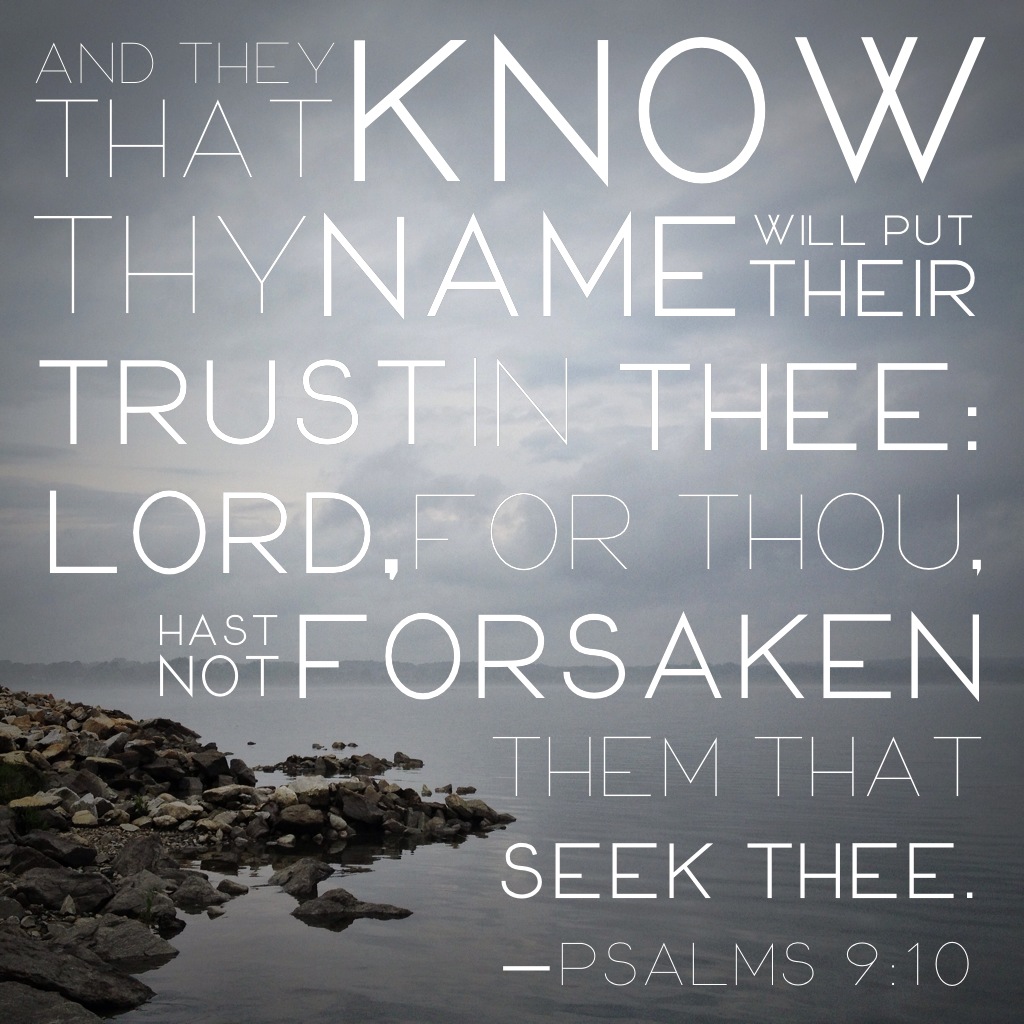 AND THEY
THAT KNOW
THY NAME WILL PUT
THEIR
TRUST IN THEE:
LORD, FOR THOU,
HAST
NOT FORSAKEN
THEM THAT
SEEK THEE.
—PSALMS 9:10